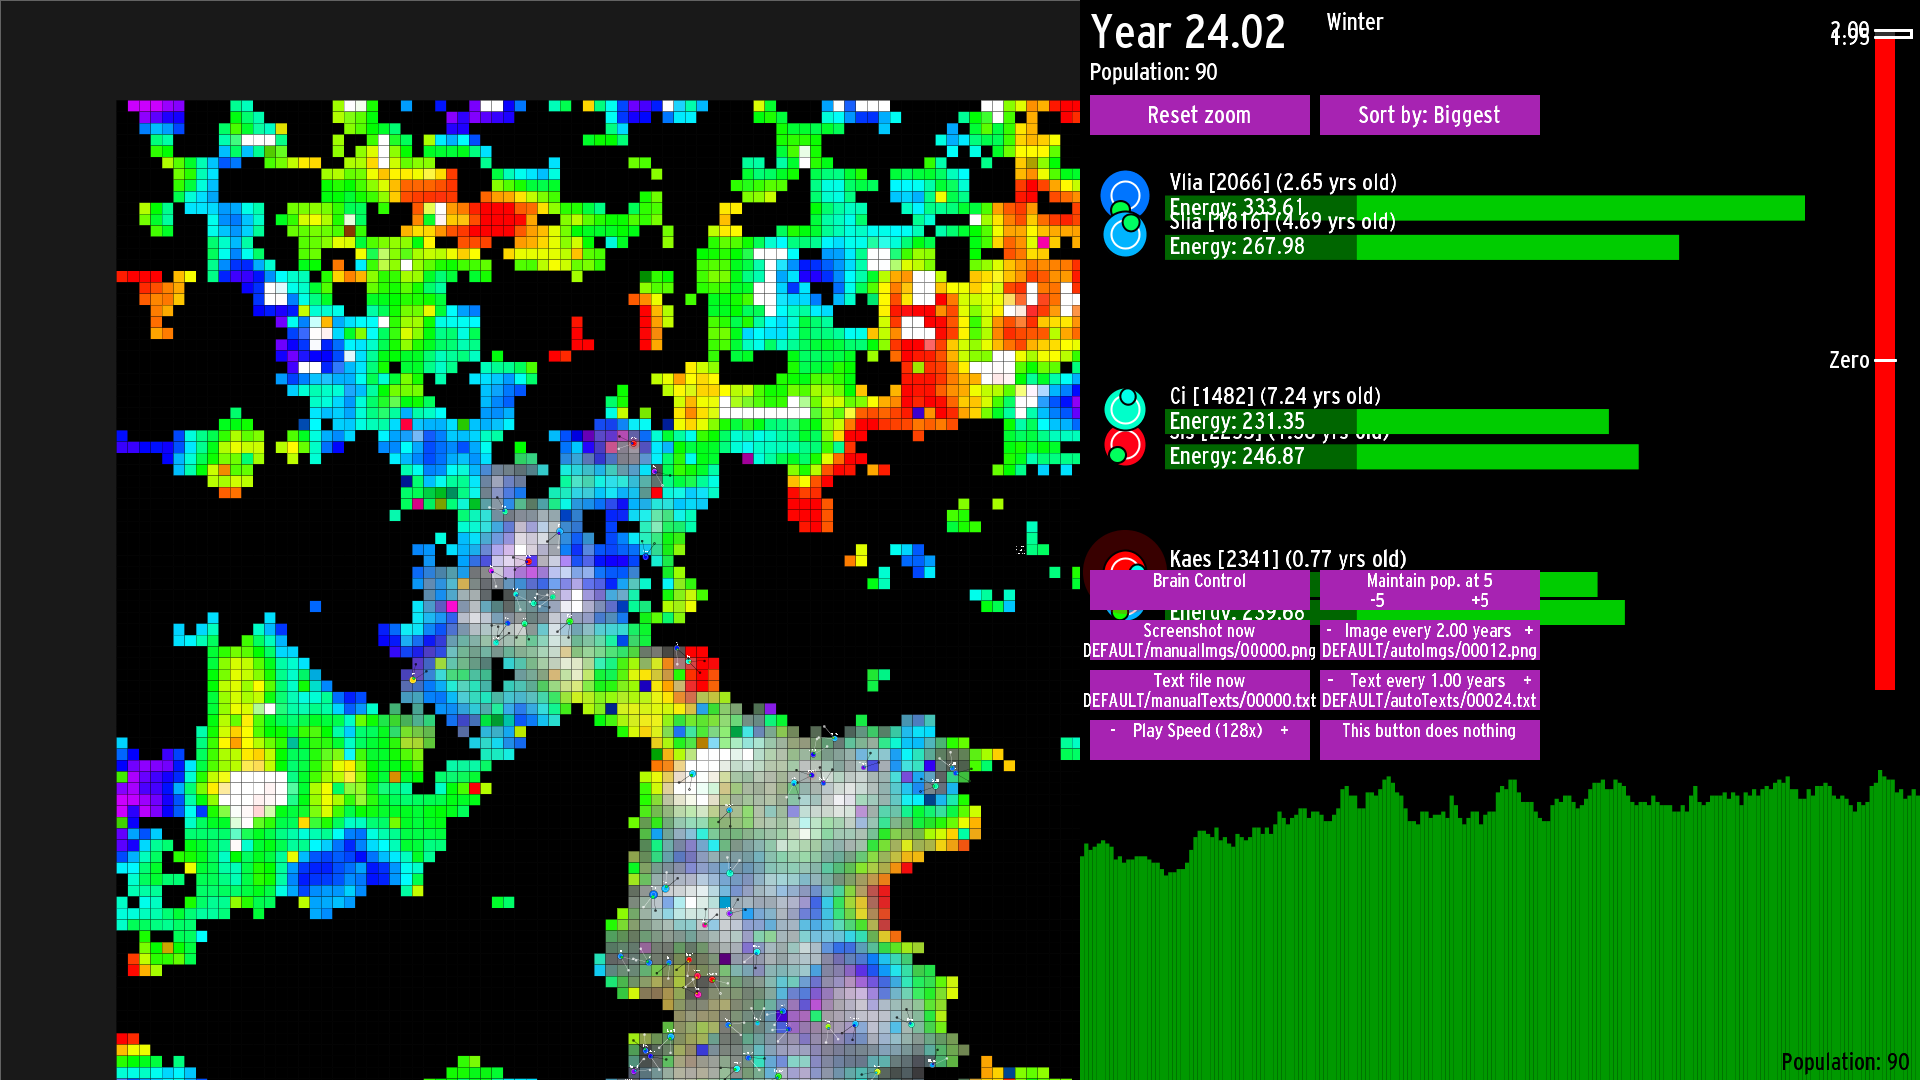 Year 24.02
Winter
2.00
1.95
Population: 90
Reset zoom
Sort by: Biggest
Vlia [2066] (2.65 yrs old)
Energy: 333.61
Slia [1816] (4.69 yrs old)
Energy: 267.98
Zero
Ci [1482] (7.24 yrs old)
Energy: 231.35
yrs old)
Energy: 246.87
Kaes [2341] (0.77 yrs old)
Brain Control
Maintain pop. at 5
-5 +5
Energy: 239.68
Screenshot now
DEFAULT/manualImgs/00000.png
- Image every 2.00 years +
DEFAULT/autoImgs/00012.png
Text file now
DEFAULT/manualTexts/00000.txt
- Text every 1.00 years +
DEFAULT/autoTexts/00024.txt
- Play Speed (128x) +
This button does nothing
Population: 90